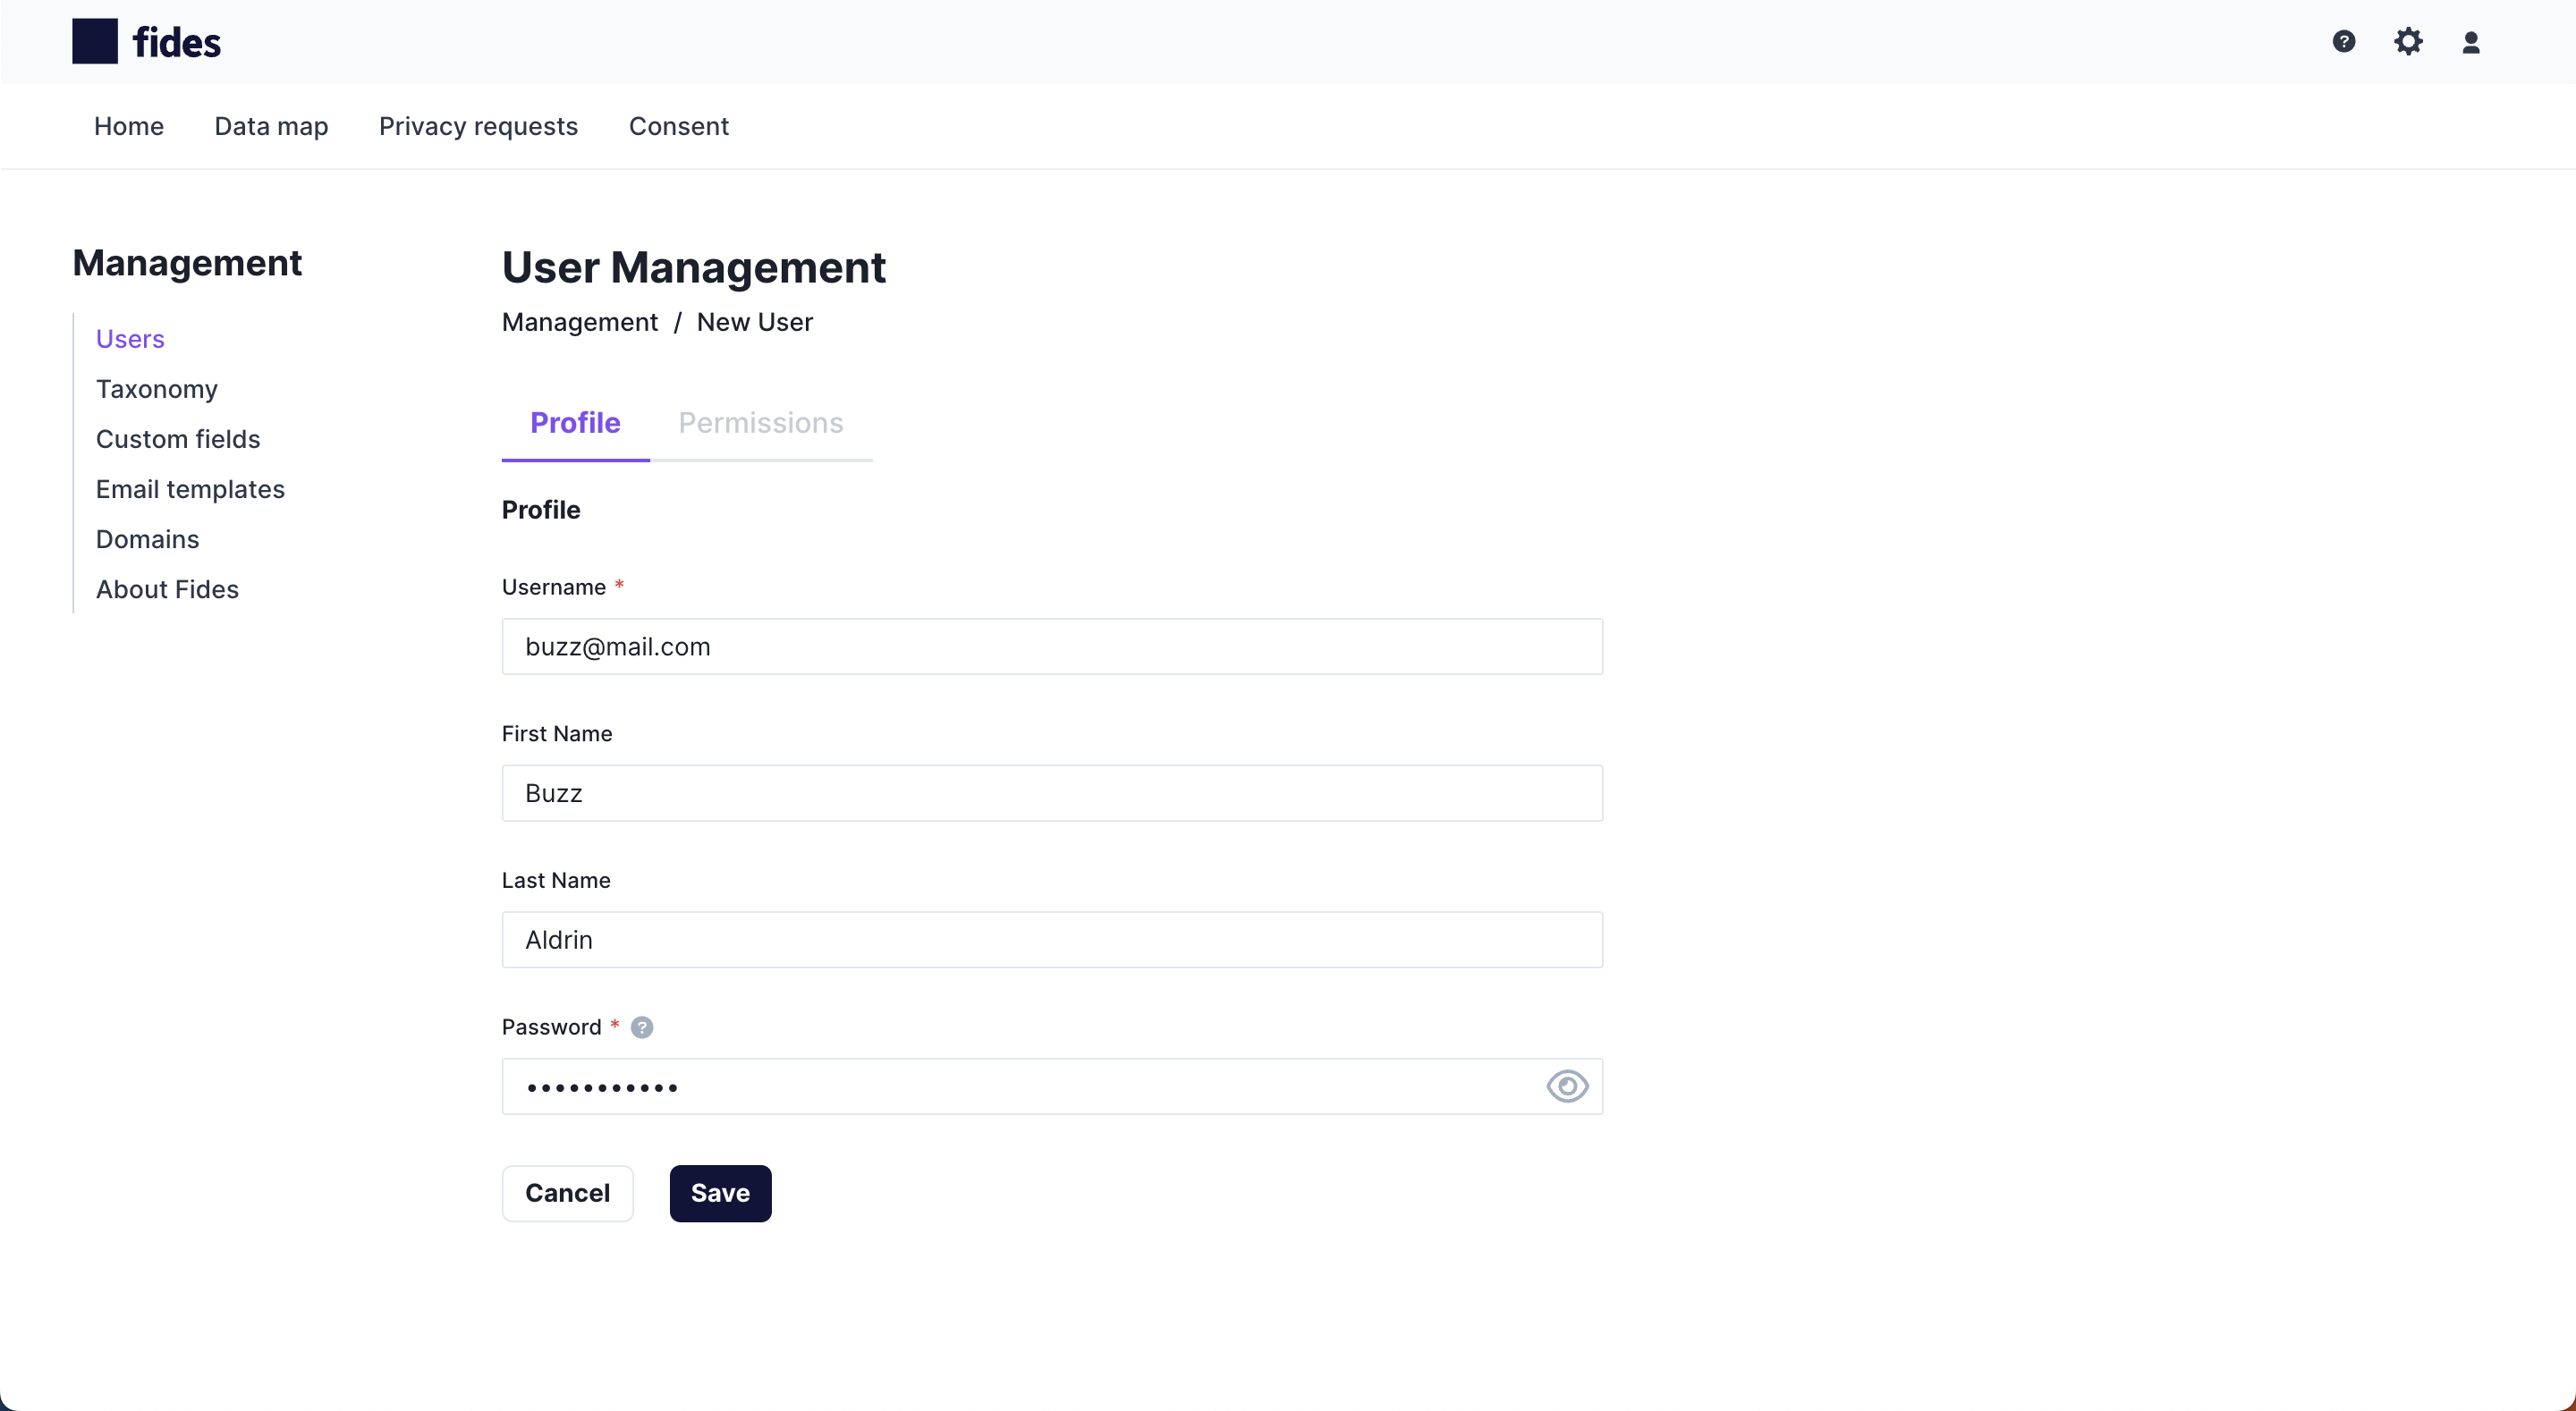 fides
Home Data map Privacy requests Consent
Management
Users
Taxonomy
Custom fields
Email templates
Domains
About Fides
User Management
Management / New User
Profile Permissions
Profile
Username *
buzz@mail.com
First Name
Buzz
Last Name
Aldrin
Password * ?
•••••••••••
Cancel Save